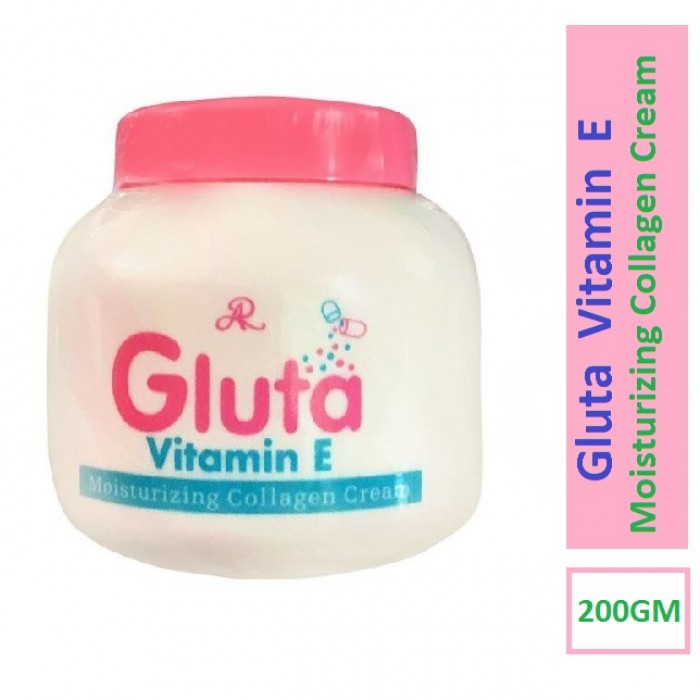 AR
Gluta
Vitamin E
Moisturizing Collagen Cream
Gluta Vitamin E
Moisturizing Collagen Cream
200GM